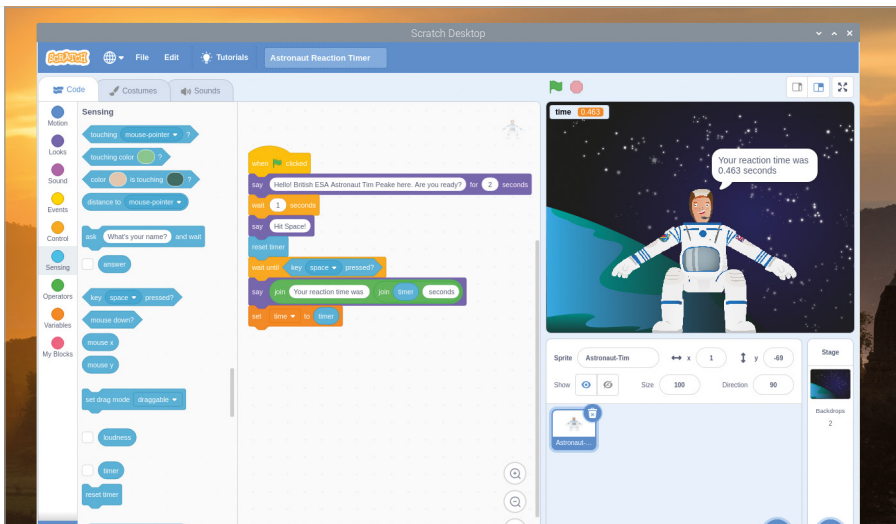 Scratch Desktop
SCRATCH File Edit Tutorials Astronaut Reaction Timer
Code Costumes Sounds
Motion
Looks
Sound
Events
Control
Sensing
Operators
Variables
My Blocks
Sensing
touching mouse-pointer ?
touching color ?
color is touching ?
distance to mouse-pointer
ask What's your name? and wait
answer
key space pressed?
mouse down?
mouse x
mouse y
set drag mode draggable
loudness
timer
reset timer
when clicked
say Hello! British ESA Astronaut Tim Peake here. Are you ready? for 2 seconds
wait 1 seconds
say Hit Space!
reset timer
wait until key space pressed?
say join Your reaction time was join timer seconds
set time to timer
time 0.463
Your reaction time was
0.463 seconds
Sprite Astronaut-Tim x 1 y -69
Show Size 100 Direction 90
Astronaut-...
Stage
Backdrops
2